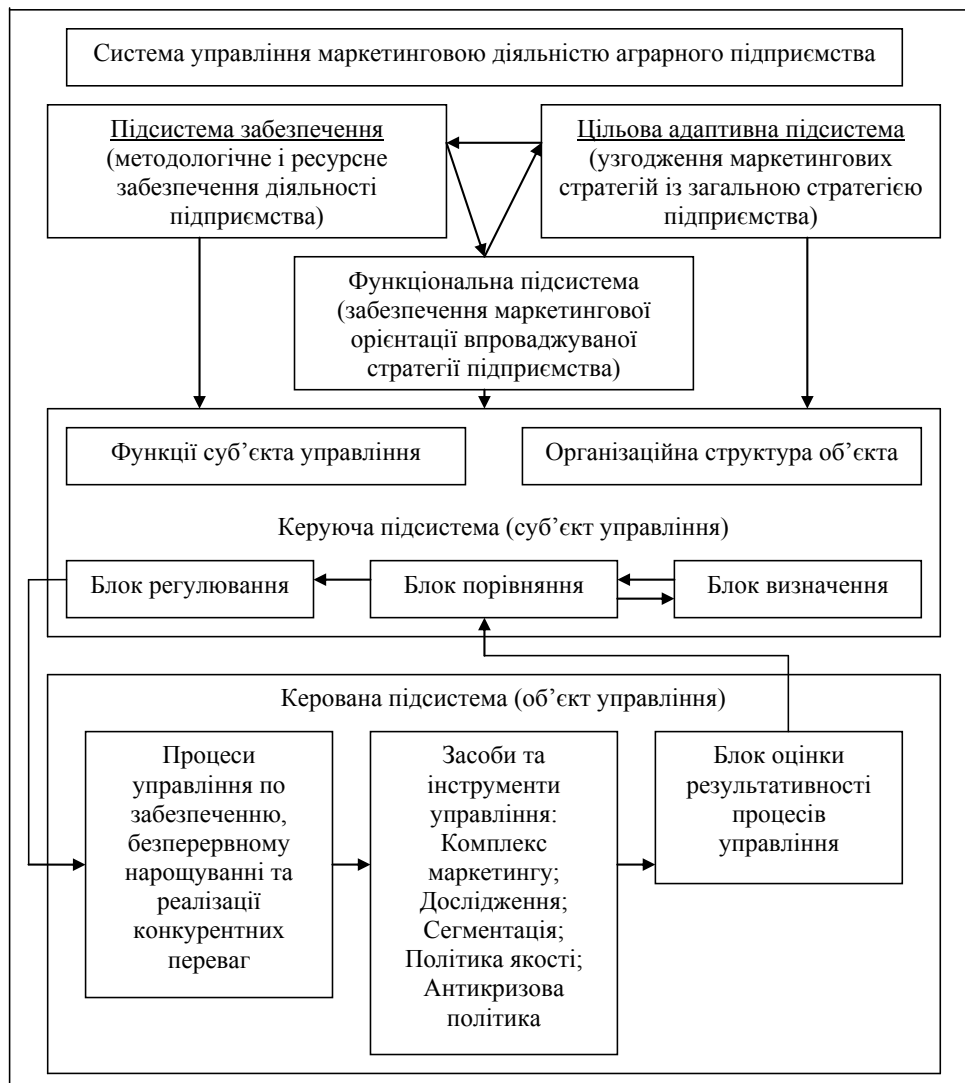 Система управління маркетинговою діяльністю аграрного підприємства
Підсистема забезпечення
(методологічне і ресурсне
забезпечення діяльності
підприємства)
Цільова адаптивна підсистема
(узгодження маркетингових
стратегій із загальною стратегією
підприємства)
Функціональна підсистема
(забезпечення маркетингової
орієнтації впроваджуваної
стратегії підприємства)
Функції суб’єкта управління
Організаційна структура об’єкта
Керуюча підсистема (суб’єкт управління)
Блок регулювання
Блок порівняння
Блок визначення
Керована підсистема (об’єкт управління)
Процеси
управління по
забезпеченню,
безперервному
нарощуванні та
реалізації
конкурентних
переваг
Засоби та
інструменти
управління:
Комплекс
маркетингу;
Дослідження;
Сегментація;
Політика якості;
Антикризова
політика
Блок оцінки
результативності
процесів
управління